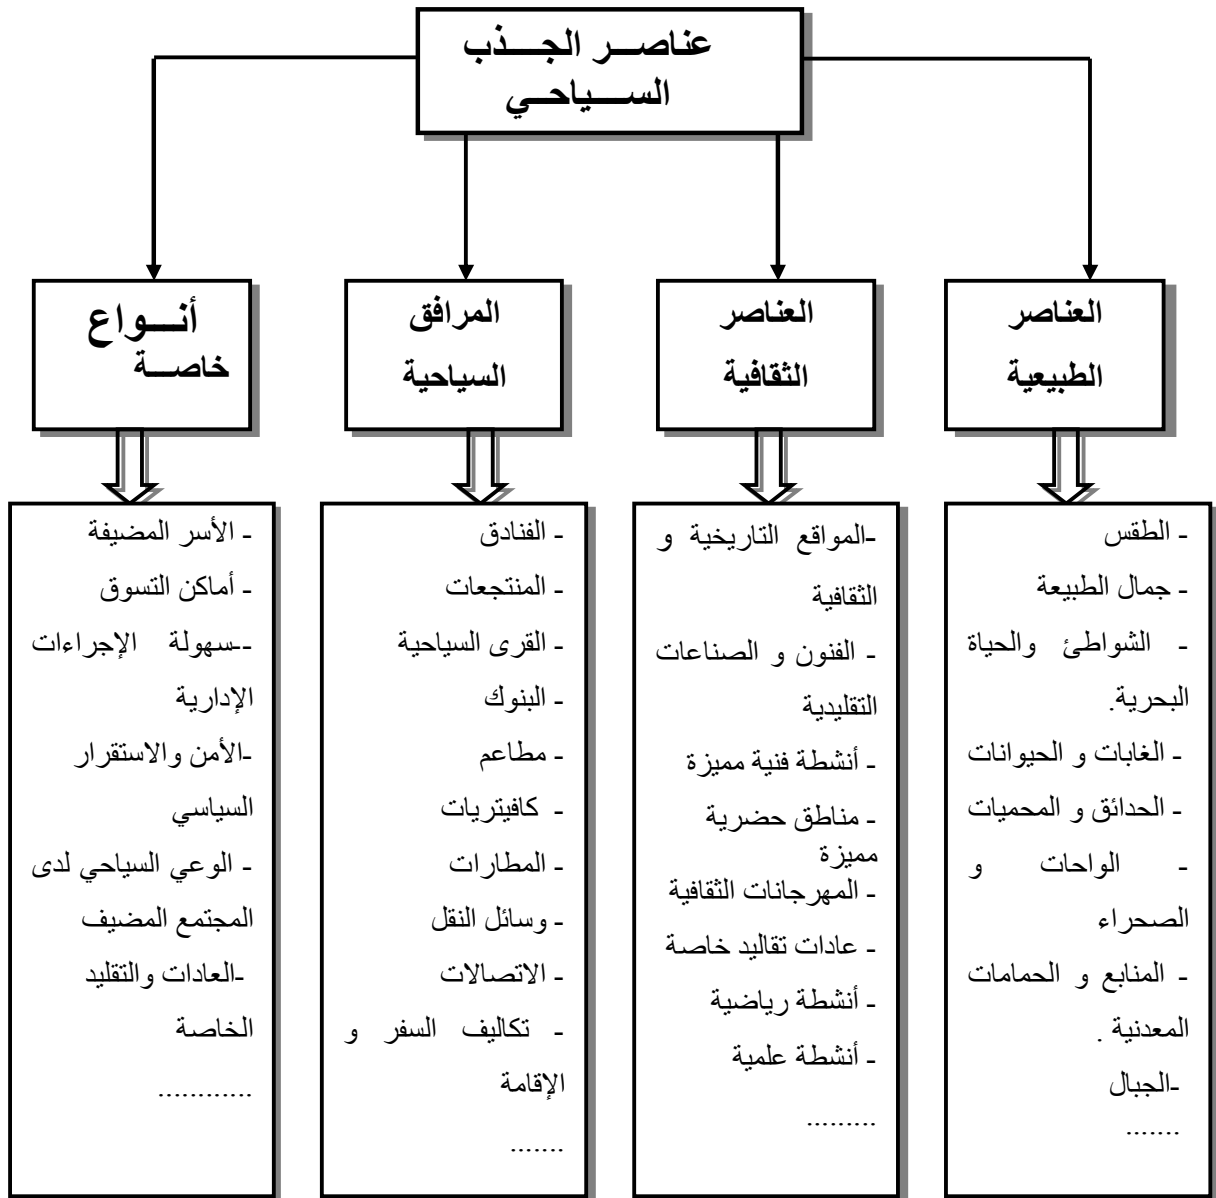 عناصــر الجــذب
الســـياحــي
العناصر
الطبيعية
- الطقس
- جمال الطبيعة
- الشواطئ والحياة
البحرية.
- الغابات و الحيوانات
- الحدائق و المحميات
- الواحات و
الصحراء
- المنابع و الحمامات
المعدنية .
-الجبال
.......
العناصر
الثقافية
-المواقع التاريخية و
الثقافية
- الفنون و الصناعات
التقليدية
- أنشطة فنية مميزة
- مناطق حضرية
مميزة
- المهرجانات الثقافية
- عادات تقاليد خاصة
- أنشطة رياضية
- أنشطة علمية
.........
المرافق
السياحية
- الفنادق
- المنتجعات
- القرى السياحية
- البنوك
- مطاعم
- كافيتريات
- المطارات
- وسائل النقل
- الاتصالات
- تكاليف السفر و
الإقامة
.......
أنــواع
خاصــة
- الأسر المضيفة
- أماكن التسوق
--سهولة الإجراءات
الإدارية
-الأمن والاستقرار
السياسي
- الوعي السياحي لدى
المجتمع المضيف
-العادات والتقليد
الخاصة
............